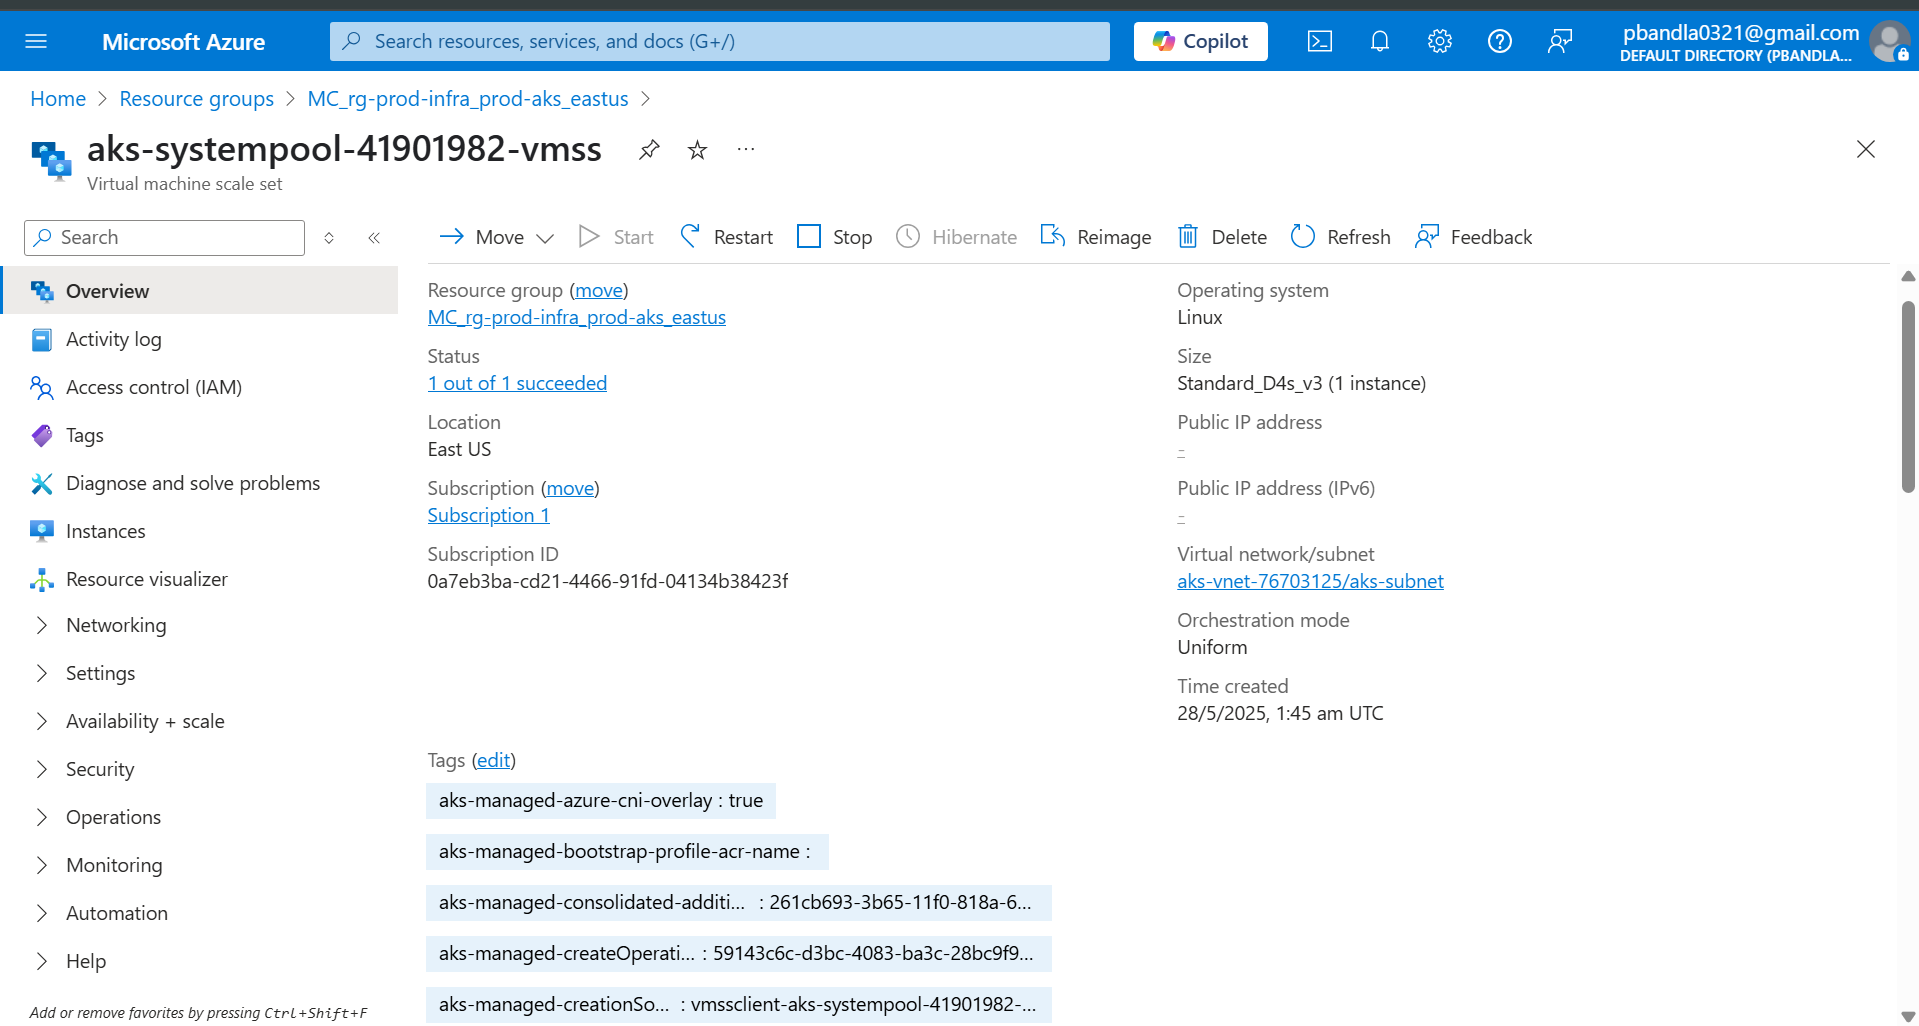 Microsoft Azure
Search resources, services, and docs (G+/)
Copilot
pbandla0321@gmail.com
DEFAULT DIRECTORY (PBANDLA...
Home > Resource groups > MC_rg-prod-infra_prod-aks_eastus >
aks-systempool-41901982-vmss
Virtual machine scale set
Search
Move
Start
Restart
Stop
Hibernate
Reimage
Delete
Refresh
Feedback
Overview
Activity log
Access control (IAM)
Tags
Diagnose and solve problems
Instances
Resource visualizer
Networking
Settings
Availability + scale
Security
Operations
Monitoring
Automation
Help
Add or remove favorites by pressing Ctrl+Shift+F
Resource group (move)
MC_rg-prod-infra_prod-aks_eastus
Status
1 out of 1 succeeded
Location
East US
Subscription (move)
Subscription 1
Subscription ID
0a7eb3ba-cd21-4466-91fd-04134b38423f
Operating system
Linux
Size
Standard_D4s_v3 (1 instance)
Public IP address
-
Public IP address (IPv6)
-
Virtual network/subnet
aks-vnet-76703125/aks-subnet
Orchestration mode
Uniform
Time created
28/5/2025, 1:45 am UTC
Tags (edit)
aks-managed-azure-cni-overlay : true
aks-managed-bootstrap-profile-acr-name :
aks-managed-consolidated-additi... : 261cb693-3b65-11f0-818a-6...
aks-managed-createOperati... : 59143c6c-d3bc-4083-ba3c-28bc9f9...
aks-managed-creationSo... : vmssclient-aks-systempool-41901982-...